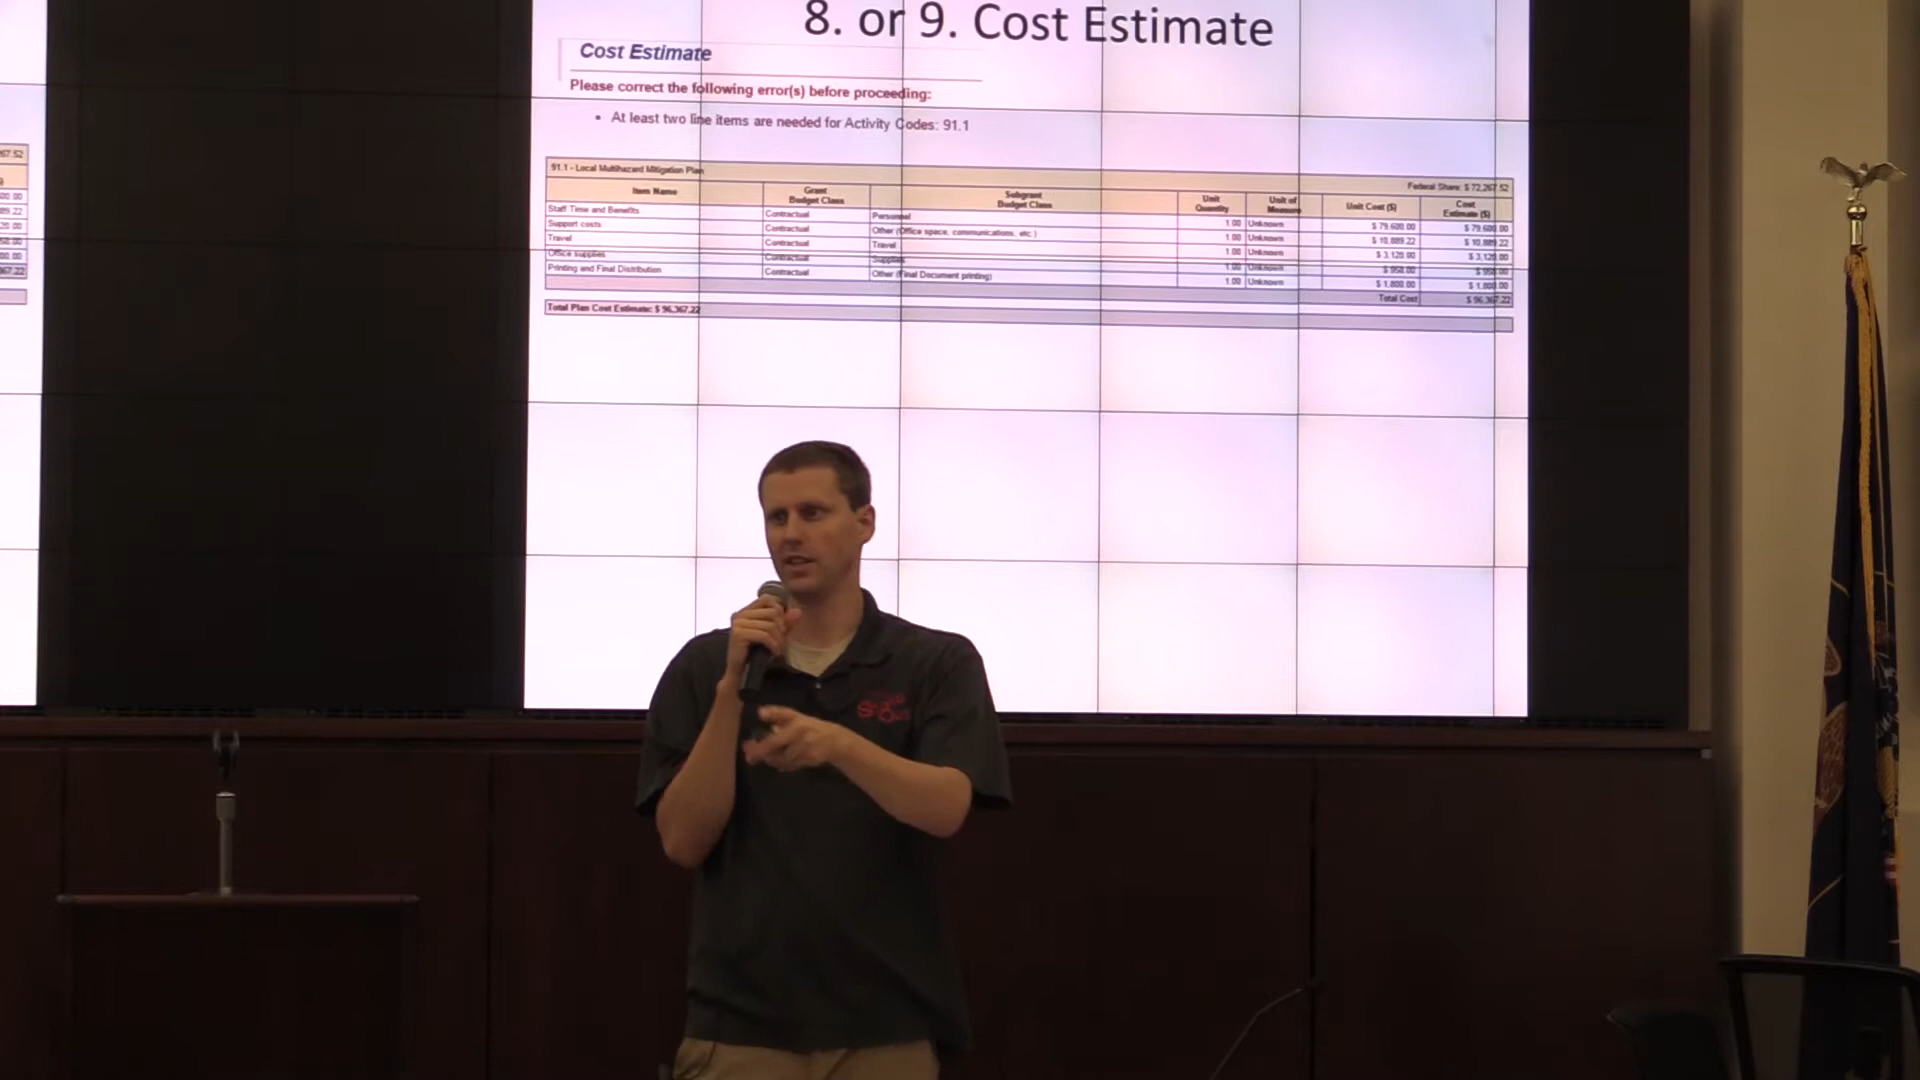 8. or 9. Cost Estimate
Cost Estimate
Please correct the following error(s) before proceeding:
• At least two line items are needed for Activity Codes: 91.1
91.1 - Local Multihazard Mitigation Plan Federal Share: $ 72,267.52
Item Name Grant Budget Class Subgrant Budget Class Unit Quantity Unit of Measure Unit Cost ($) Cost Estimate ($)
Staff Time and Benefits Contractual Personnel 1.00 Unknown $ 79,600.00 $ 79,600.00
Support costs Contractual Other (Office space, communications, etc.) 1.00 Unknown $ 10,889.22 $ 10,889.22
Travel Contractual Travel 1.00 Unknown $ 3,120.00 $ 3,120.00
Office supplies Contractual Supplies 1.00 Unknown $ 958.00 $ 958.00
Printing and Final Distribution Contractual Other (Final Document printing) 1.00 Unknown $ 1,800.00 $ 1,800.00
Total Cost $ 96,367.22
Total Plan Cost Estimate: $ 96,367.22